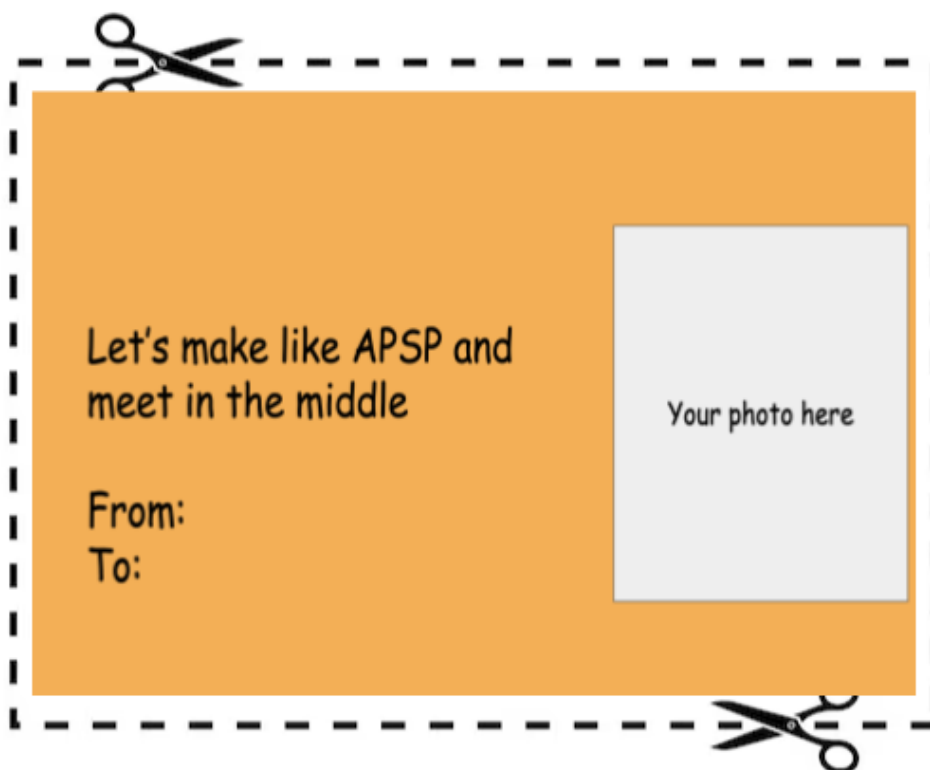 Let's make like APSP and
meet in the middle
From:
To:
Your photo here